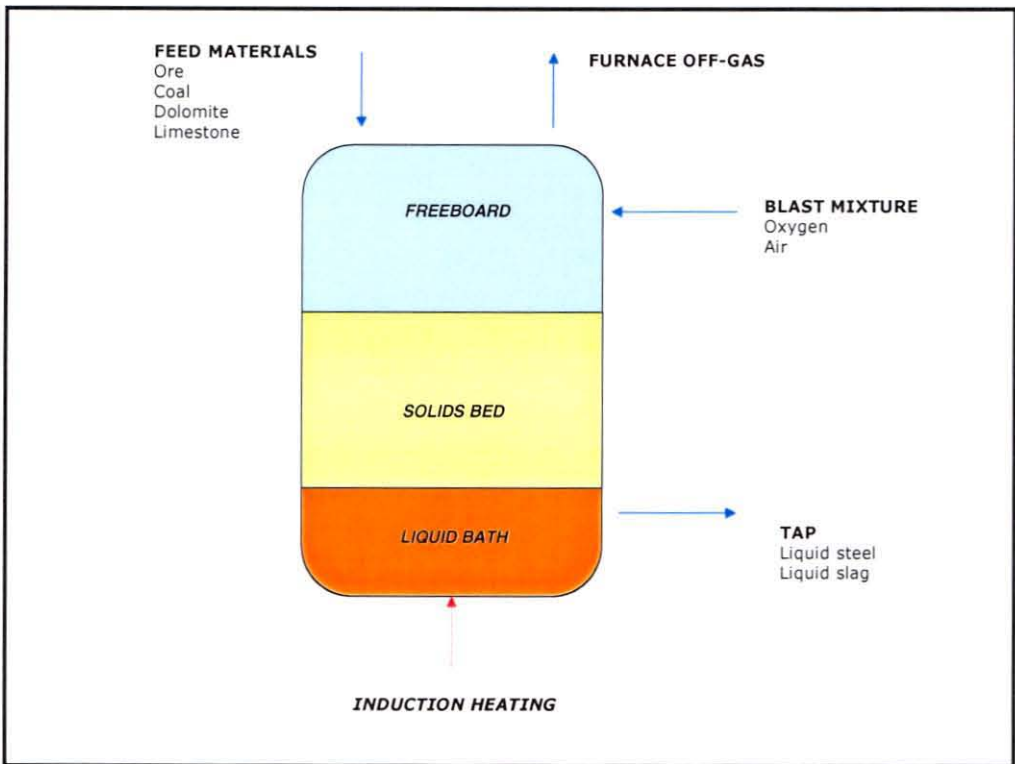 FEED MATERIALS
Ore
Coal
Dolomite
Limestone
FURNACE OFF-GAS
FREEBOARD
BLAST MIXTURE
Oxygen
Air
SOLIDS BED
LIQUID BATH
TAP
Liquid steel
Liquid slag
INDUCTION HEATING